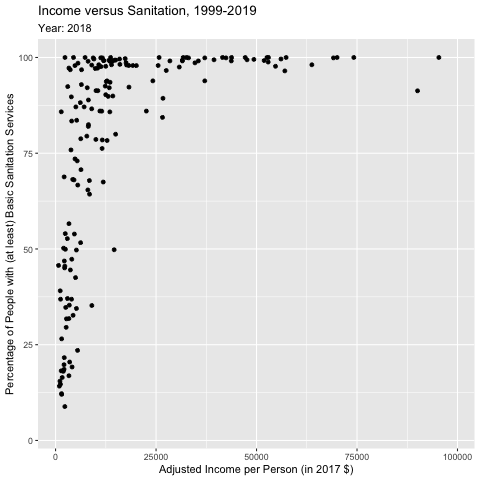 Income versus Sanitation, 1999-2019
Year: 2018
Percentage of People with (at least) Basic Sanitation Services
100
75
50
25
0
0 25000 50000 75000 100000
Adjusted Income per Person (in 2017 $)